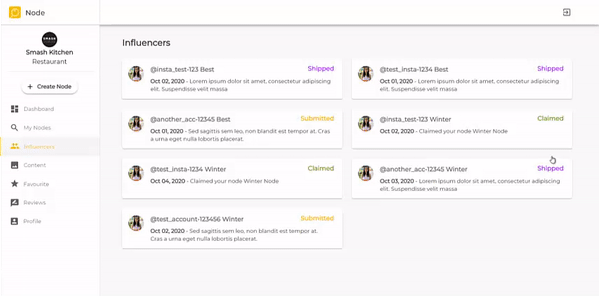 Node
SMASH
Smash Kitchen
Restaurant
+ Create Node
Dashboard
My Nodes
Influencers
Content
Favourite
Reviews
Profile
Influencers
@insta_test-123 Best
Shipped
Oct 02, 2020 - Lorem ipsum dolor sit amet, consectetur adipiscing
elit. Suspendisse velit massa
@test_insta-1234 Best
Shipped
Oct 01, 2020 - Lorem ipsum dolor sit amet, consectetur adipiscing
elit. Suspendisse velit massa
@another_acc-12345 Best
Submitted
Oct 01, 2020 - Sed sagittis sem leo, non blandit est tempor at. Cras
a urna eget nulla lobortis placerat.
@insta_test-123 Winter
Claimed
Oct 02, 2020 - Claimed your node Winter Node
@test_insta-1234 Winter
Claimed
Oct 04, 2020 - Claimed your node Winter Node
@another_acc-12345 Winter
Shipped
Oct 03, 2020 - Lorem ipsum dolor sit amet, consectetur adipiscing
elit. Suspendisse velit massa
@test_account-123456 Winter
Submitted
Oct 02, 2020 - Sed sagittis sem leo, non blandit est tempor at.
Cras a urna eget nulla lobortis placerat.